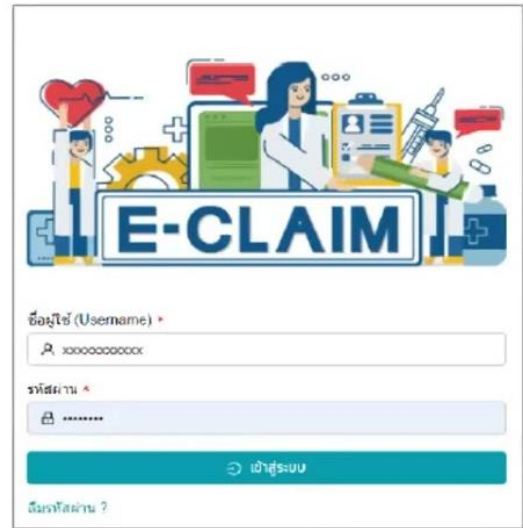 E-CLAIM
ชื่อผู้ใช้ (Username) *
xxxxxxxxxxxx
รหัสผ่าน *
••••••••
เข้าสู่ระบบ
ลืมรหัสผ่าน ?